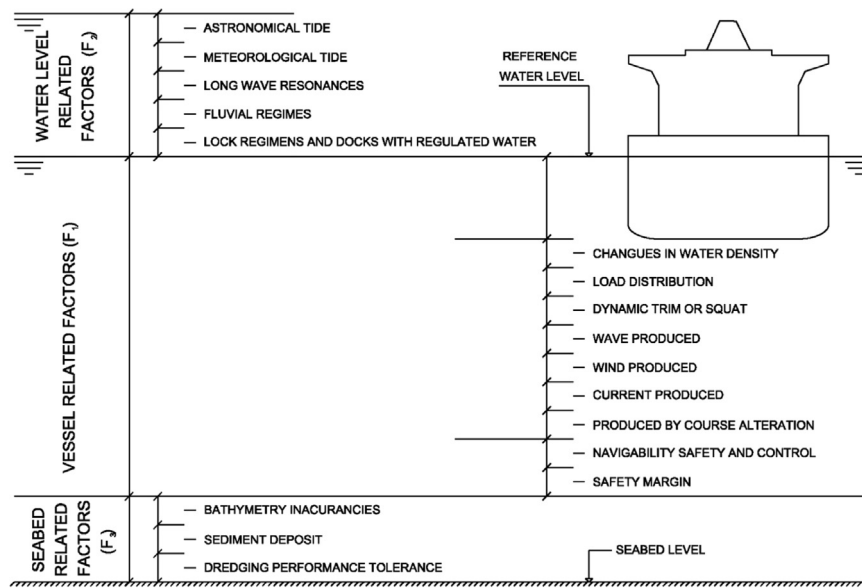 WATER LEVEL
RELATED
FACTORS (F₂)
ASTRONOMICAL TIDE
METEOROLOGICAL TIDE
LONG WAVE RESONANCES
FLUVIAL REGIMES
LOCK REGIMENS AND DOCKS WITH REGULATED WATER
REFERENCE
WATER LEVEL
VESSEL RELATED FACTORS (F₁)
CHANGUES IN WATER DENSITY
LOAD DISTRIBUTION
DYNAMIC TRIM OR SQUAT
WAVE PRODUCED
WIND PRODUCED
CURRENT PRODUCED
PRODUCED BY COURSE ALTERATION
NAVIGABILITY SAFETY AND CONTROL
SAFETY MARGIN
SEABED
RELATED
FACTORS
(F₃)
BATHYMETRY INACURANCIES
SEDIMENT DEPOSIT
DREDGING PERFORMANCE TOLERANCE
SEABED LEVEL